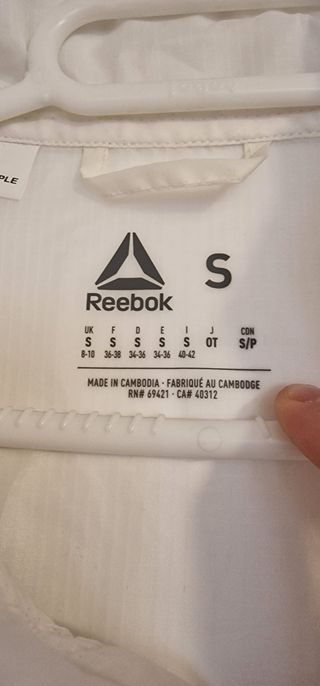 PLE
Reebok
S
UK F D E I J CDN
S S S S S OT S/P
8-10 36-38 34-36 34-36 40-42
MADE IN CAMBODIA · FABRIQUÉ AU CAMBODGE
RN# 69421 · CA# 40312